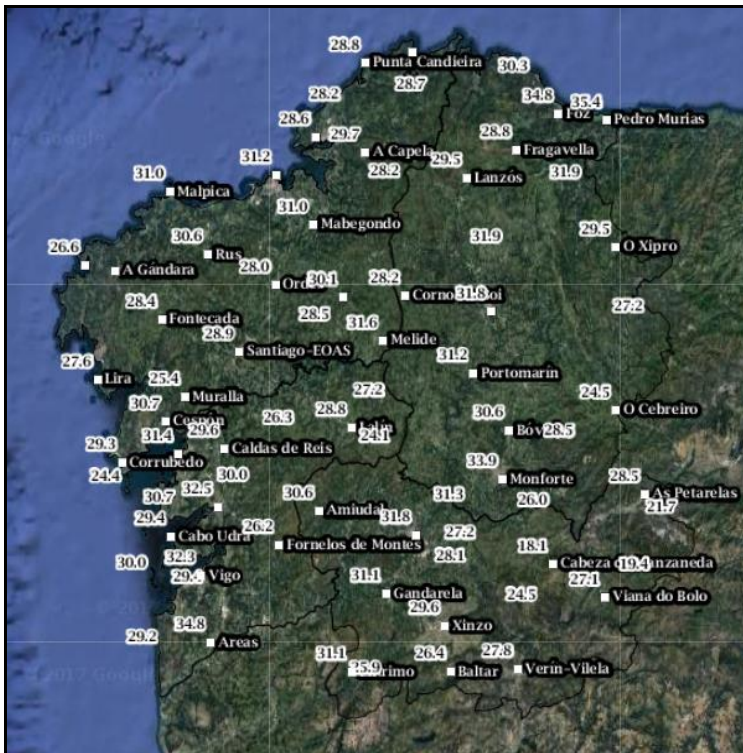 28.8
Punta Candieira
28.7
30.3
28.2
34.8
Foz
35.4
Pedro Murias
28.6
29.7
A Capela
28.2
28.8
Fragavella
29.5
Lanzós
31.9
31.2
31.0
Malpica
31.0
Mabegondo
31.9
29.5
O Xipro
30.6
Rus
26.6
A Gándara
28.0
30.1
28.2
31.8
27.2
28.4
Fontecada
28.5
31.6
Melide
28.9
Santiago-EOAS
31.2
Portomarín
27.6
Lira
25.4
Muralla
27.2
24.5
O Cebreiro
30.7
31.4
29.6
26.3
28.8
24.1
30.6
28.5
29.3
Corrubedo
24.4
Caldas de Reis
30.0
33.9
Monforte
28.5
As Petarelas
21.7
30.7
32.5
30.6
Amiudal
31.3
26.0
29.4
Cabo Udra
26.2
Fornelos de Montes
31.8
27.2
28.1
18.1
19.4
30.0
32.3
Vigo
31.1
Gandarela
24.5
27.1
Viana do Bolo
29.6
Xinzo
29.2
34.8
Areas
31.1
25.9
26.4
Baltar
27.8
Verín-Vilela